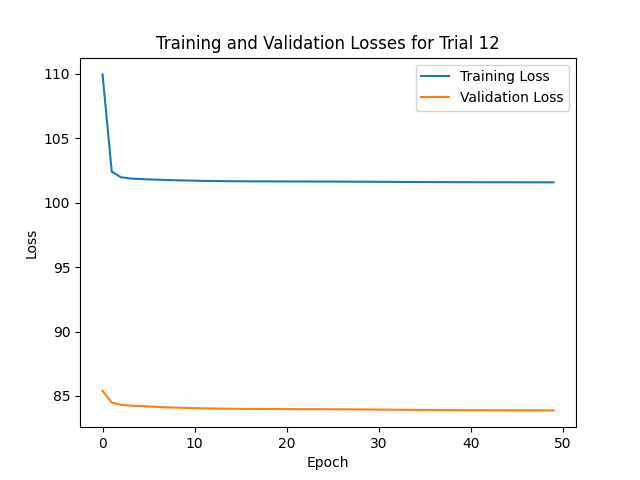 Training and Validation Losses for Trial 12
Training Loss
Validation Loss
110
105
100
95
90
85
Loss
0 10 20 30 40 50
Epoch